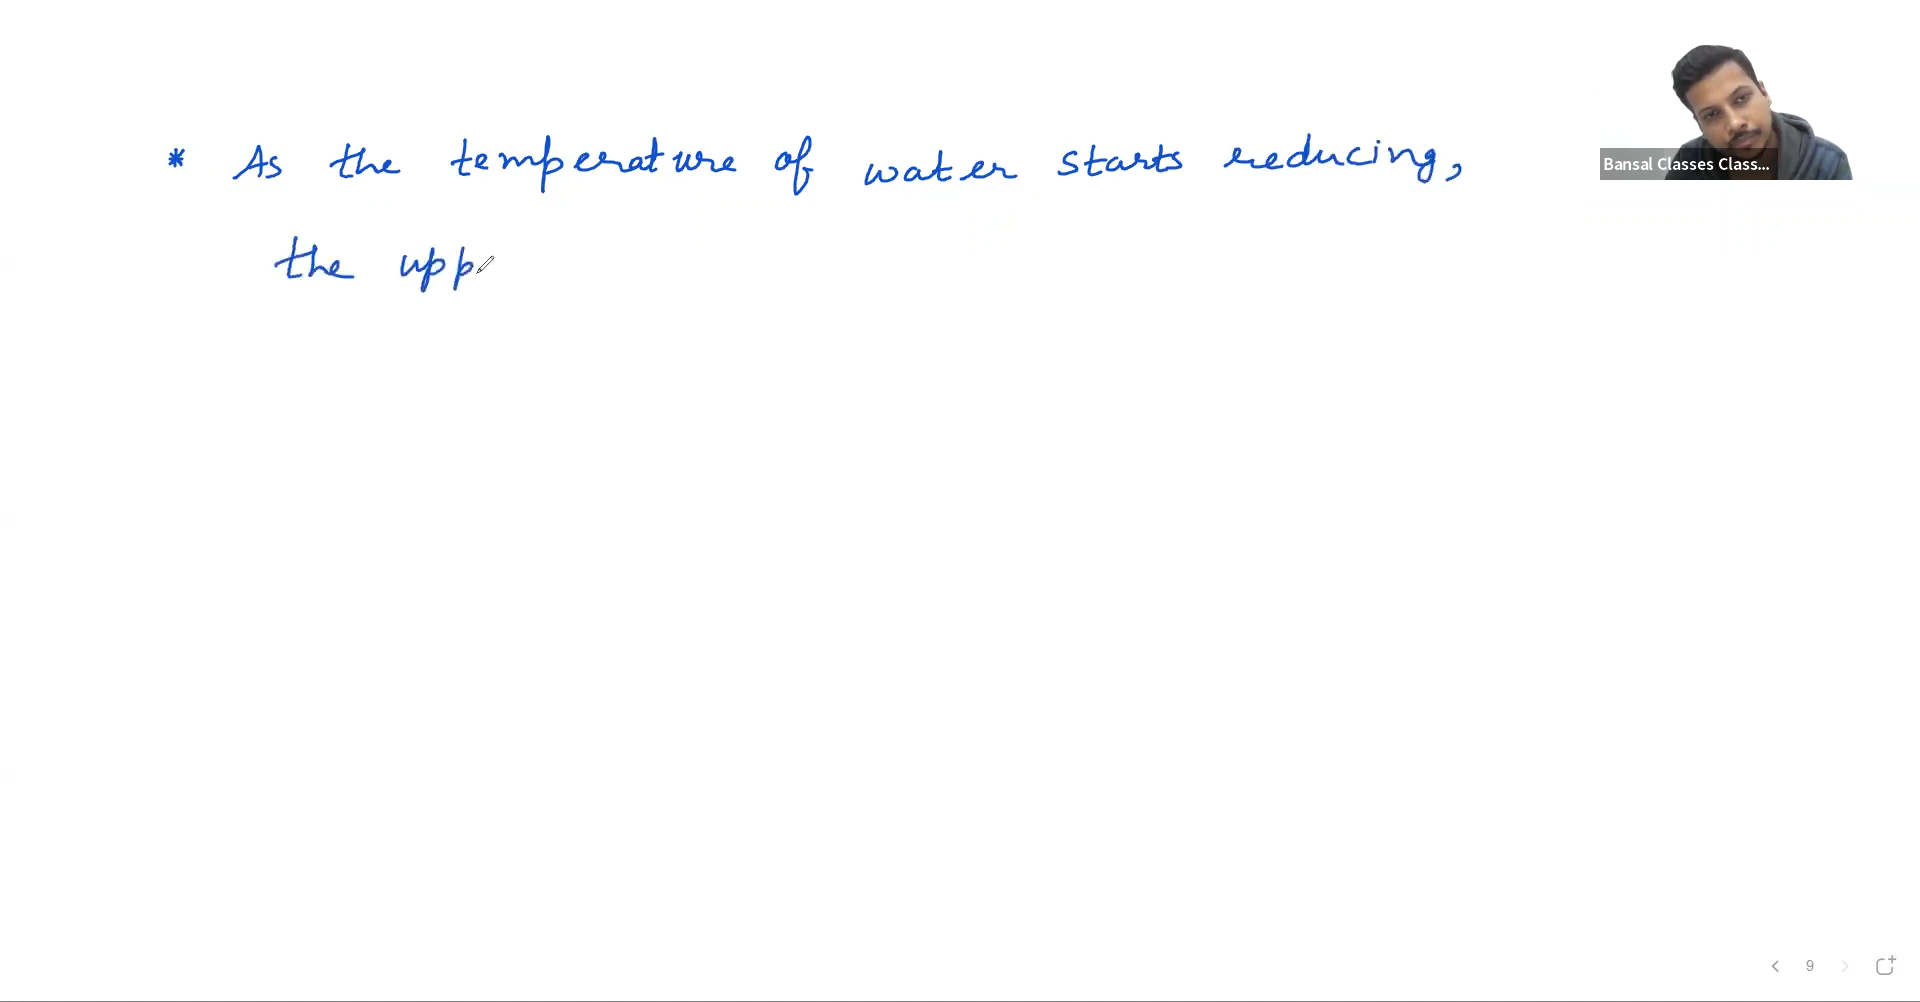 * As the temperature of water starts reducing,
the upp
Bansal Classes Class...
9